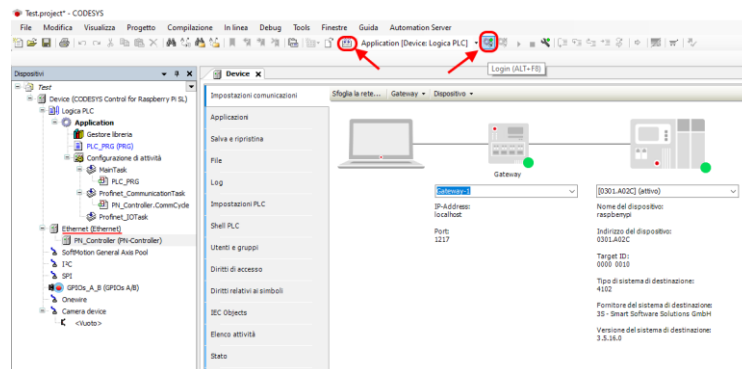 Test.project* - CODESYS
File Modifica Visualizza Progetto Compilazione In linea Debug Tools Finestre Guida Automation Server
Application [Device: Logica PLC]
Login (ALT+F8)
Dispositivi
Device
Test
Device (CODESYS Control for Raspberry Pi SL)
Logica PLC
Application
Gestore libreria
PLC_PRG (PRG)
Configurazione di attività
MainTask
PLC_PRG
Profinet_CommunicationTask
PN_Controller.CommCycle
Profinet_IOTask
Ethernet (Ethernet)
PN_Controller (PN-Controller)
SoftMotion General Axis Pool
I²C
SPI
GPIOs_A_B (GPIOs A/B)
Onewire
Camera device
<Vuoto>
Impostazioni comunicazioni
Applicazioni
Salva e ripristina
File
Log
Impostazioni PLC
Shell PLC
Utenti e gruppi
Diritti di accesso
Diritti relativi ai simboli
IEC Objects
Elenco attività
Stato
Sfoglia la rete... Gateway Dispositivo
Gateway
Gateway-1
IP-Address:
localhost
Port:
1217
[0301.A02C] (attivo)
Nome del dispositivo:
raspberrypi
Indirizzo del dispositivo:
0301.A02C
Target ID:
0000 0010
Tipo di sistema di destinazione:
4102
Fornitore del sistema di destinazione:
3S - Smart Software Solutions GmbH
Versione del sistema di destinazione:
3.5.16.0